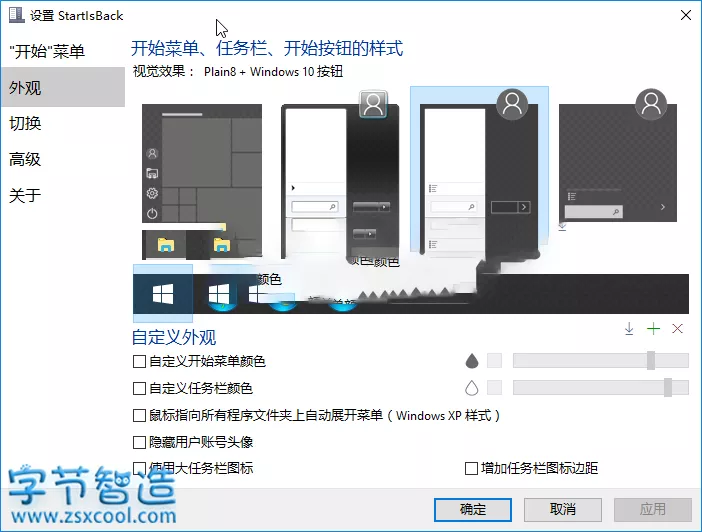 设置 StartIsBack
"开始"菜单
外观
切换
高级
关于
开始菜单、任务栏、开始按钮的样式
视觉效果： Plain8 + Windows 10 按钮
颜色颜色
颜色
自定义外观
自定义开始菜单颜色
自定义任务栏颜色
鼠标指向所有程序文件夹上自动展开菜单（Windows XP 样式）
隐藏用户账号头像
使用大任务栏图标
增加任务栏图标边距
字节智造
www.zsxcool.com
确定
取消
应用